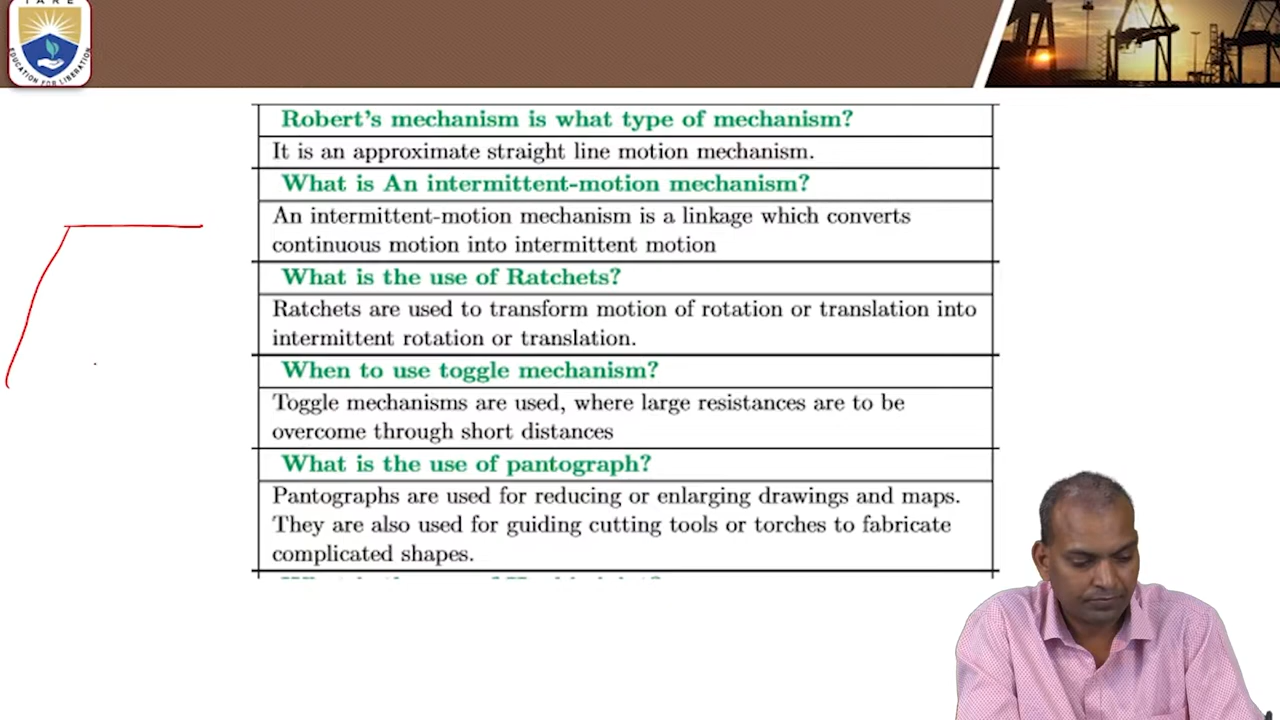 TARE
EDUCATION FOR LIBERATION
Robert's mechanism is what type of mechanism?
It is an approximate straight line motion mechanism.
What is An intermittent-motion mechanism?
An intermittent-motion mechanism is a linkage which converts
continuous motion into intermittent motion
What is the use of Ratchets?
Ratchets are used to transform motion of rotation or translation into
intermittent rotation or translation.
When to use toggle mechanism?
Toggle mechanisms are used, where large resistances are to be
overcome through short distances
What is the use of pantograph?
Pantographs are used for reducing or enlarging drawings and maps.
They are also used for guiding cutting tools or torches to fabricate
complicated shapes.